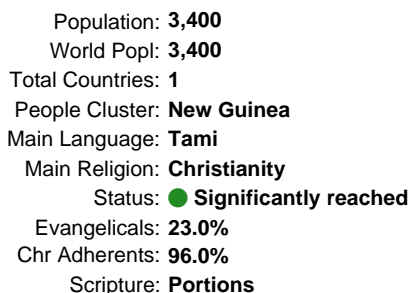 Population: 3,400
World Popl: 3,400
Total Countries: 1
People Cluster: New Guinea
Main Language: Tami
Main Religion: Christianity
Status: Significantly reached
Evangelicals: 23.0%
Chr Adherents: 96.0%
Scripture: Portions